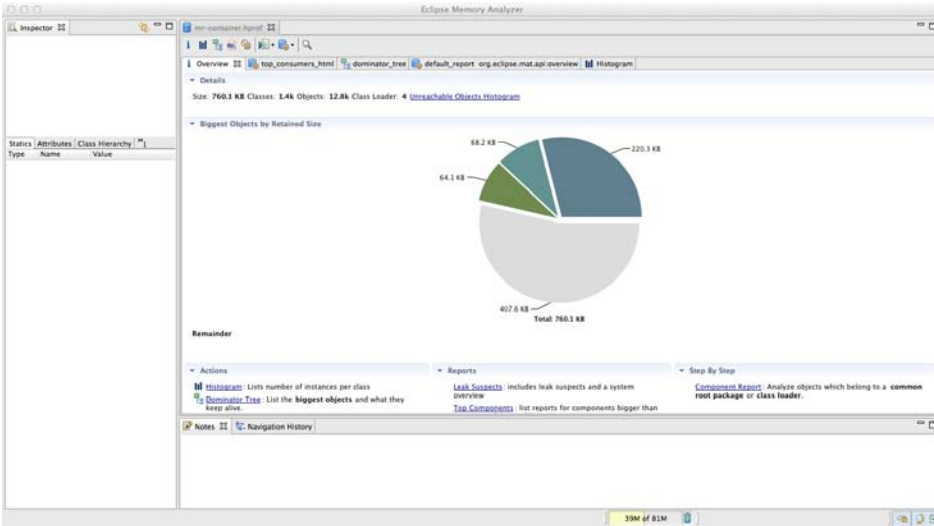 Eclipse Memory Analyzer
Inspector
mr-container.hprof
Overview top_consumers_html dominator_tree default_report org.eclipse.mat.api:overview Histogram
Details
Size: 760.1 KB Classes: 1.4k Objects: 12.8k Class Loader: 4 Unreachable Objects Histogram
Biggest Objects by Retained Size
68.2 KB
220.3 KB
64.1 KB
407.6 KB
Total: 760.1 KB
Remainder
Statics Attributes Class Hierarchy "1
Type Name Value
Actions
Histogram: Lists number of instances per class
Dominator Tree: List the biggest objects and what they
keep alive.
Reports
Leak Suspects: includes leak suspects and a system
overview
Top Components: list reports for components bigger than
Step By Step
Component Report: Analyze objects which belong to a common
root package or class loader.
Notes Navigation History
39M of 81M